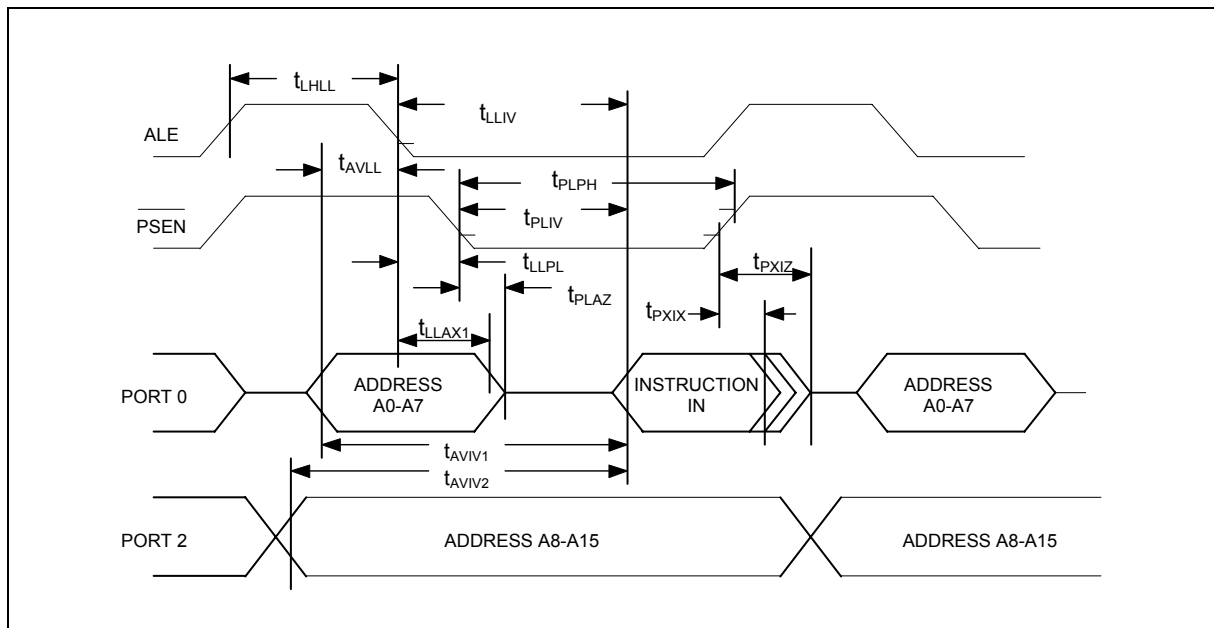 tLHLL
tLLIV
ALE
tAVLL
tPLPH
PSEN
tPLIV
tLLPL
tPXIZ
tPLAZ
tPXIX
tLLAX1
PORT 0
ADDRESS
A0-A7
INSTRUCTION
IN
ADDRESS
A0-A7
tAVIV1
tAVIV2
PORT 2
ADDRESS A8-A15
ADDRESS A8-A15